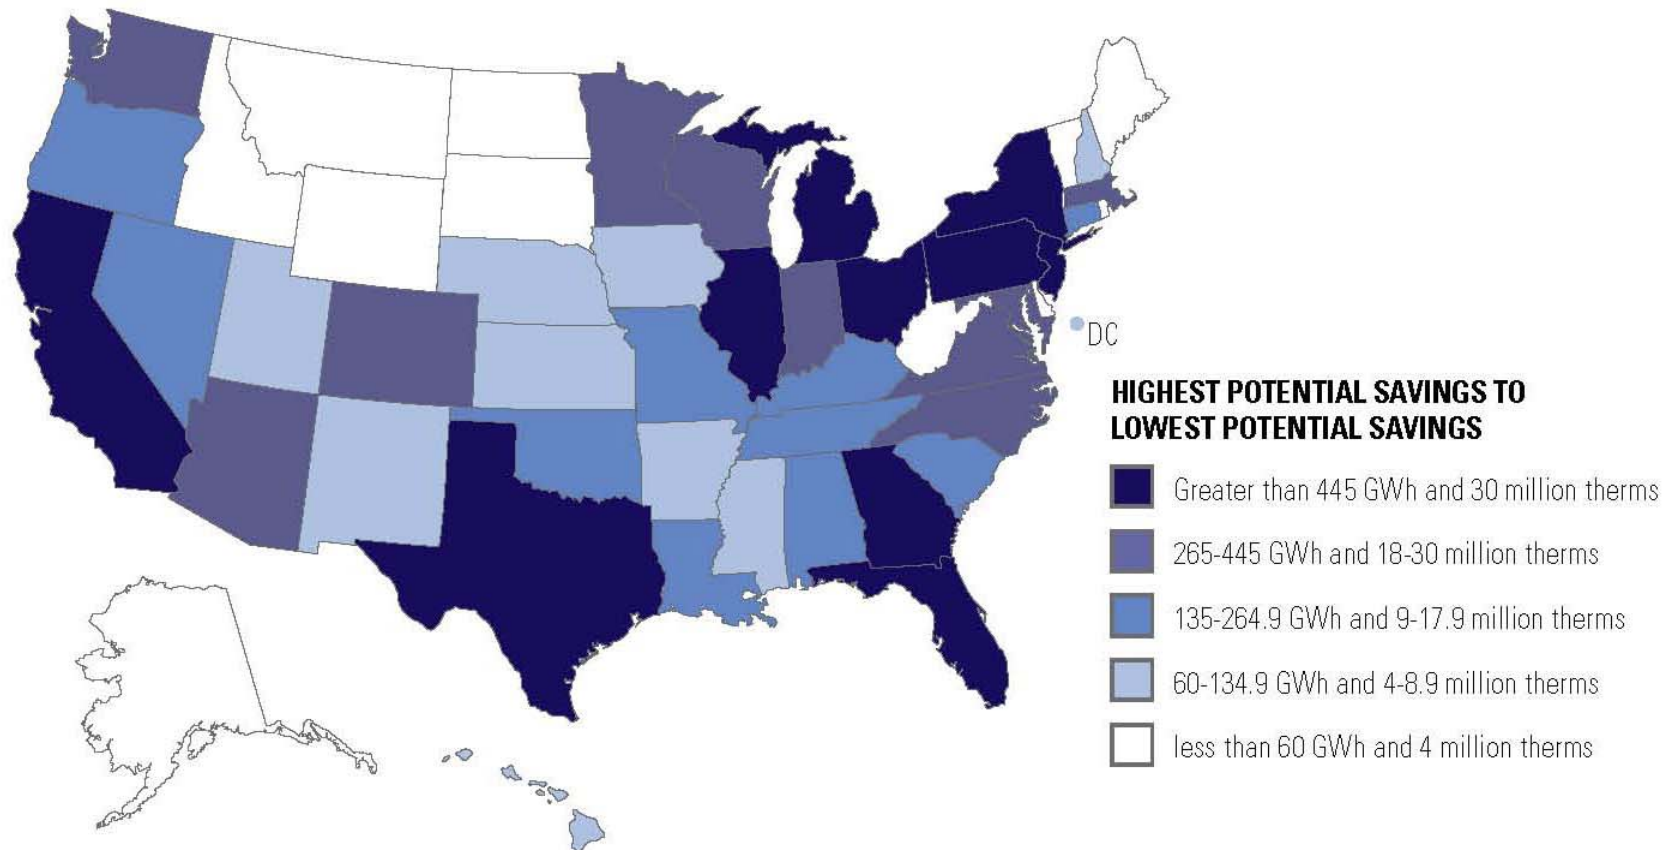 DC
HIGHEST POTENTIAL SAVINGS TO
LOWEST POTENTIAL SAVINGS
Greater than 445 GWh and 30 million therms
265-445 GWh and 18-30 million therms
135-264.9 GWh and 9-17.9 million therms
60-134.9 GWh and 4-8.9 million therms
less than 60 GWh and 4 million therms